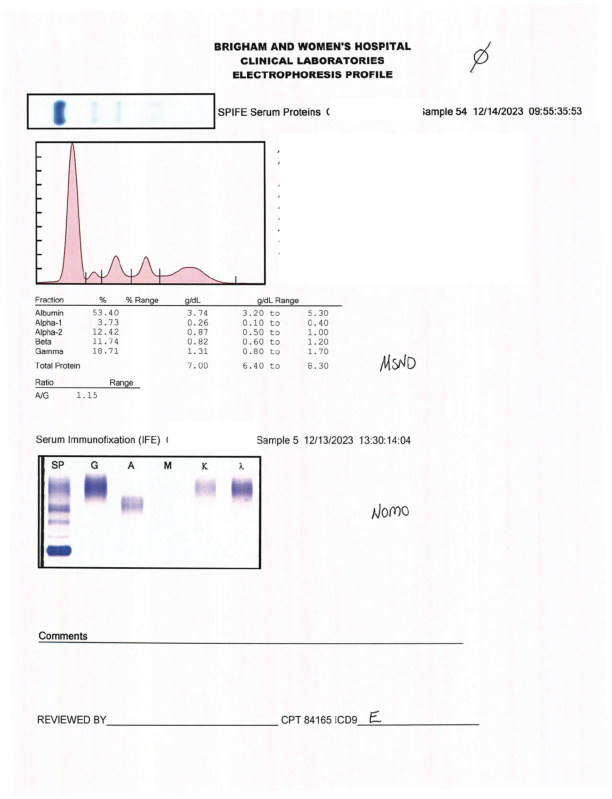 BRIGHAM AND WOMEN'S HOSPITAL
CLINICAL LABORATORIES
ELECTROPHORESIS PROFILE
Ø
SPIFE Serum Proteins ( Sample 54 12/14/2023 09:55:35:53
Fraction % % Range g/dL g/dL Range
Albumin 53.40 3.74 3.20 to 5.30
Alpha-1 3.73 0.26 0.10 to 0.40
Alpha-2 12.42 0.87 0.50 to 1.00
Beta 11.74 0.82 0.60 to 1.20
Gamma 18.71 1.31 0.80 to 1.70
Total Protein 7.00 6.40 to 8.30
MSND
Ratio Range
A/G 1.15
Serum Immunofixation (IFE) ( Sample 5 12/13/2023 13:30:14:04
SP G A M K λ
NOMO
Comments
REVIEWED BY CPT 84165 ICD9 E